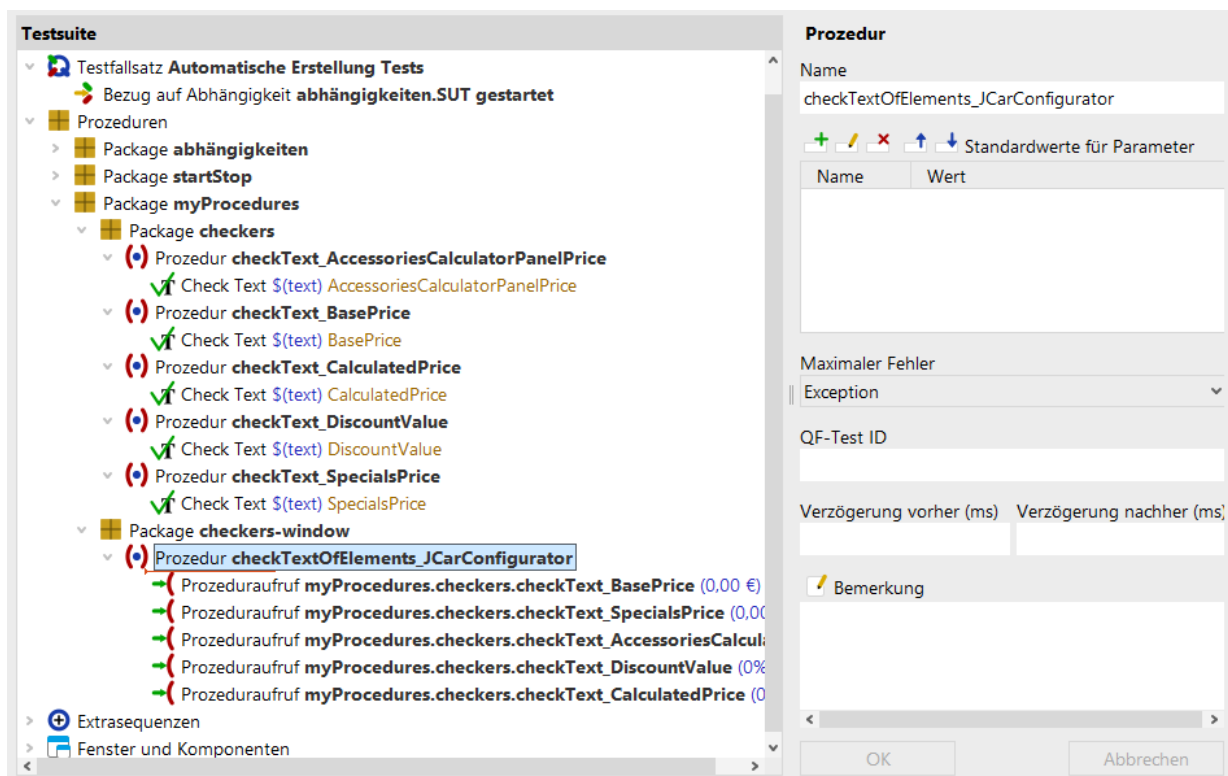 Testsuite
Testfallsatz Automatische Erstellung Tests
Bezug auf Abhängigkeit abhängigkeiten.SUT gestartet
Prozeduren
Package abhängigkeiten
Package startStop
Package myProcedures
Package checkers
Prozedur checkText_AccessoriesCalculatorPanelPrice
Check Text $(text) AccessoriesCalculatorPanelPrice
Prozedur checkText_BasePrice
Check Text $(text) BasePrice
Prozedur checkText_CalculatedPrice
Check Text $(text) CalculatedPrice
Prozedur checkText_DiscountValue
Check Text $(text) DiscountValue
Prozedur checkText_SpecialsPrice
Check Text $(text) SpecialsPrice
Package checkers-window
Prozedur checkTextOfElements_JCarConfigurator
Prozeduraufruf myProcedures.checkers.checkText_BasePrice (0,00 €)
Prozeduraufruf myProcedures.checkers.checkText_SpecialsPrice (0,00
Prozeduraufruf myProcedures.checkers.checkText_AccessoriesCalcul
Prozeduraufruf myProcedures.checkers.checkText_DiscountValue (0%
Prozeduraufruf myProcedures.checkers.checkText_CalculatedPrice (0
Extrasequenzen
Fenster und Komponenten
Prozedur
Name
checkTextOfElements_JCarConfigurator
Standardwerte für Parameter
Name Wert
Maximaler Fehler
Exception
QF-Test ID
Verzögerung vorher (ms) Verzögerung nachher (ms)
Bemerkung
OK Abbrechen